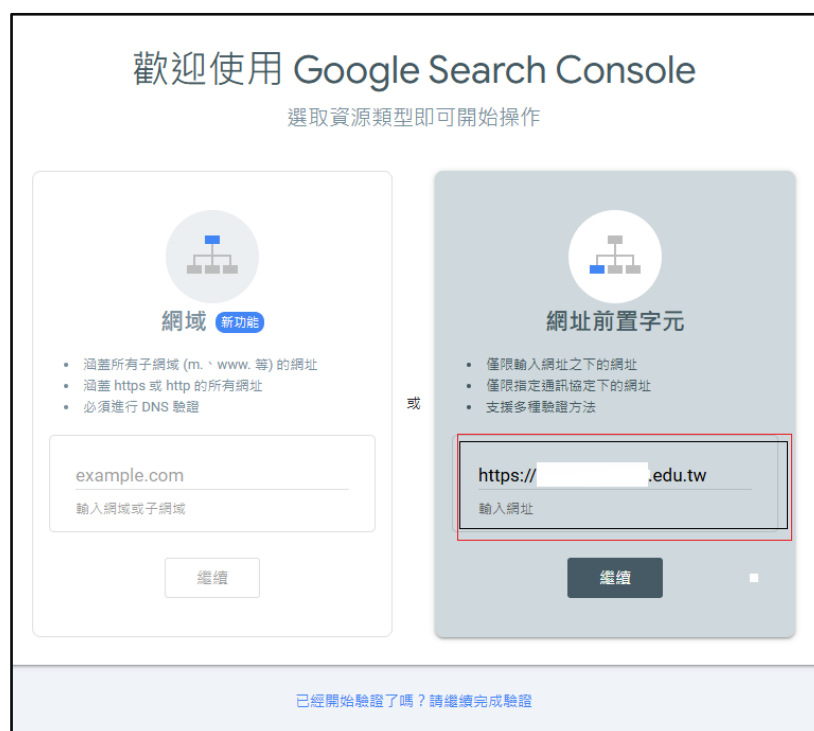 歡迎使用 Google Search Console
選取資源類型即可開始操作
網域 新功能
• 涵蓋所有子網域 (m.、www. 等) 的網址
• 涵蓋 https 或 http 的所有網址
• 必須進行 DNS 驗證
example.com
輸入網域或子網域
繼續
或
網址前置字元
• 僅限輸入網址之下的網址
• 僅限指定通訊協定下的網址
• 支援多種驗證方法
https:// .edu.tw
輸入網址
繼續
已經開始驗證了嗎？請繼續完成驗證